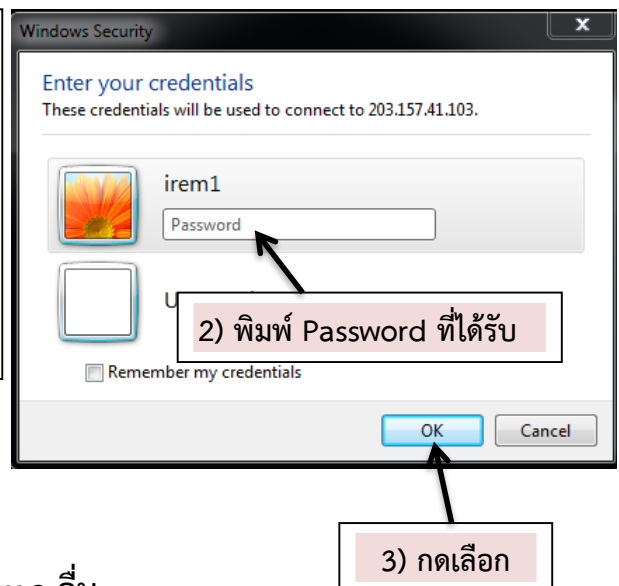 Windows Security
x
Enter your credentials
These credentials will be used to connect to 203.157.41.103.
irem1
Password
2) พิมพ์ Password ที่ได้รับ
Remember my credentials
OK Cancel
3) กดเลือก